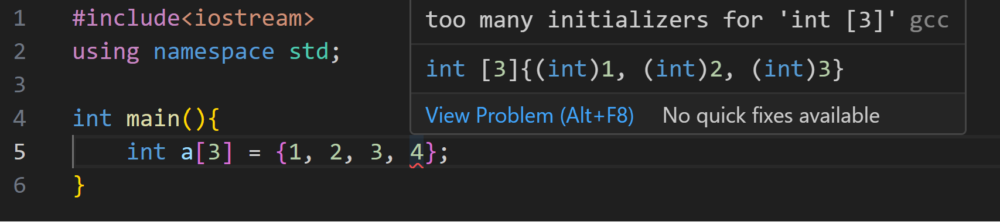 1 #include<iostream>
2 using namespace std;
3
4 int main(){
5 int a[3] = {1, 2, 3, 4};
6 }
too many initializers for 'int [3]' gcc
int [3]{(int)1, (int)2, (int)3}
View Problem (Alt+F8) No quick fixes available